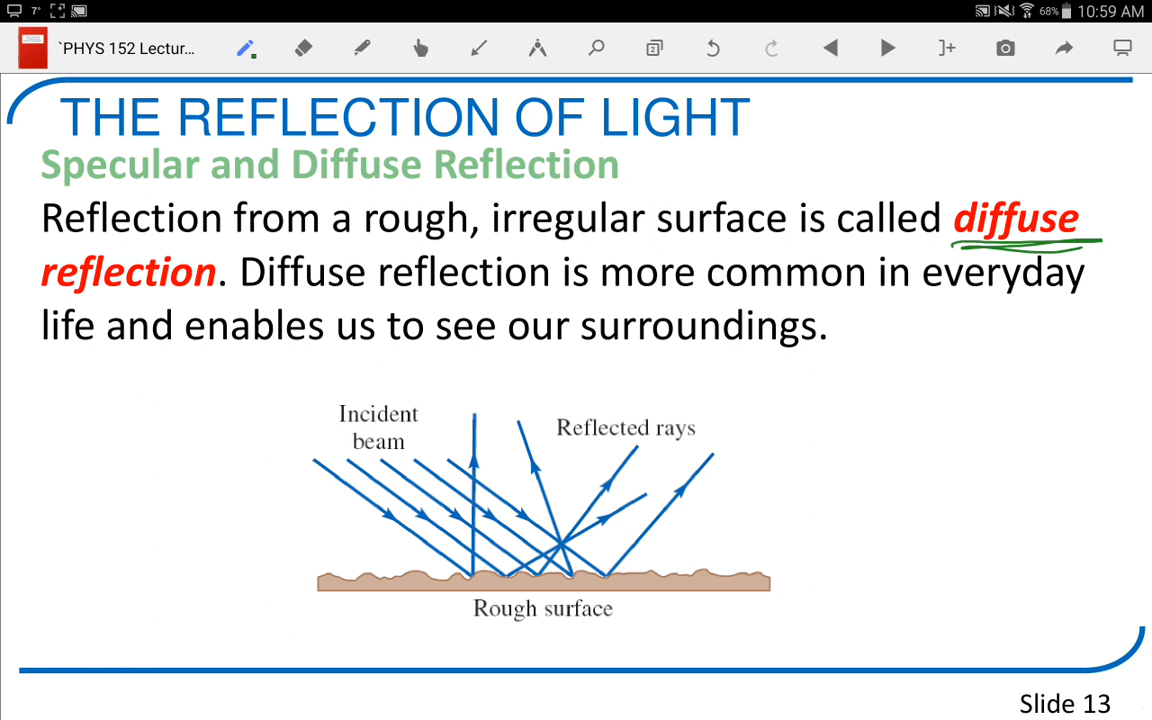 7° 68% 10:59 AM
`PHYS 152 Lectur... 2
THE REFLECTION OF LIGHT
Specular and Diffuse Reflection
Reflection from a rough, irregular surface is called diffuse
reflection. Diffuse reflection is more common in everyday
life and enables us to see our surroundings.
Incident
beam
Reflected rays
Rough surface
Slide 13